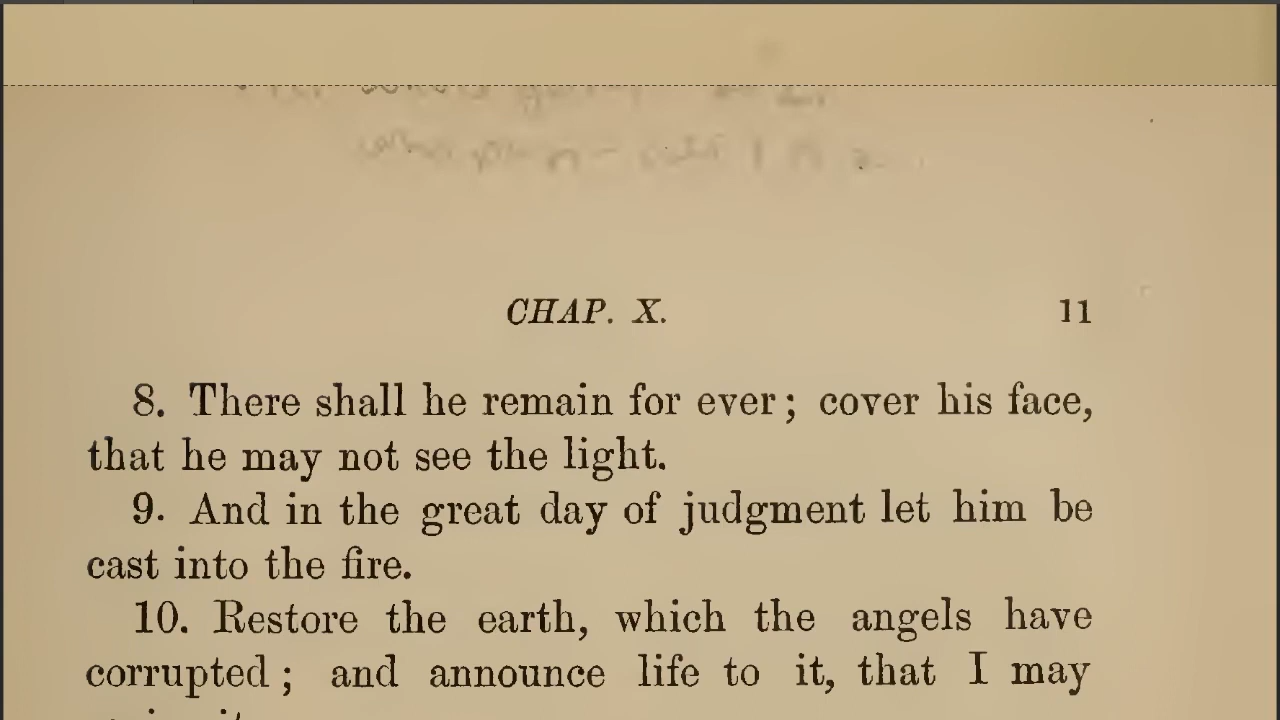 CHAP. X. 11
8. There shall he remain for ever; cover his face,
that he may not see the light.
9. And in the great day of judgment let him be
cast into the fire.
10. Restore the earth, which the angels have
corrupted; and announce life to it, that I may